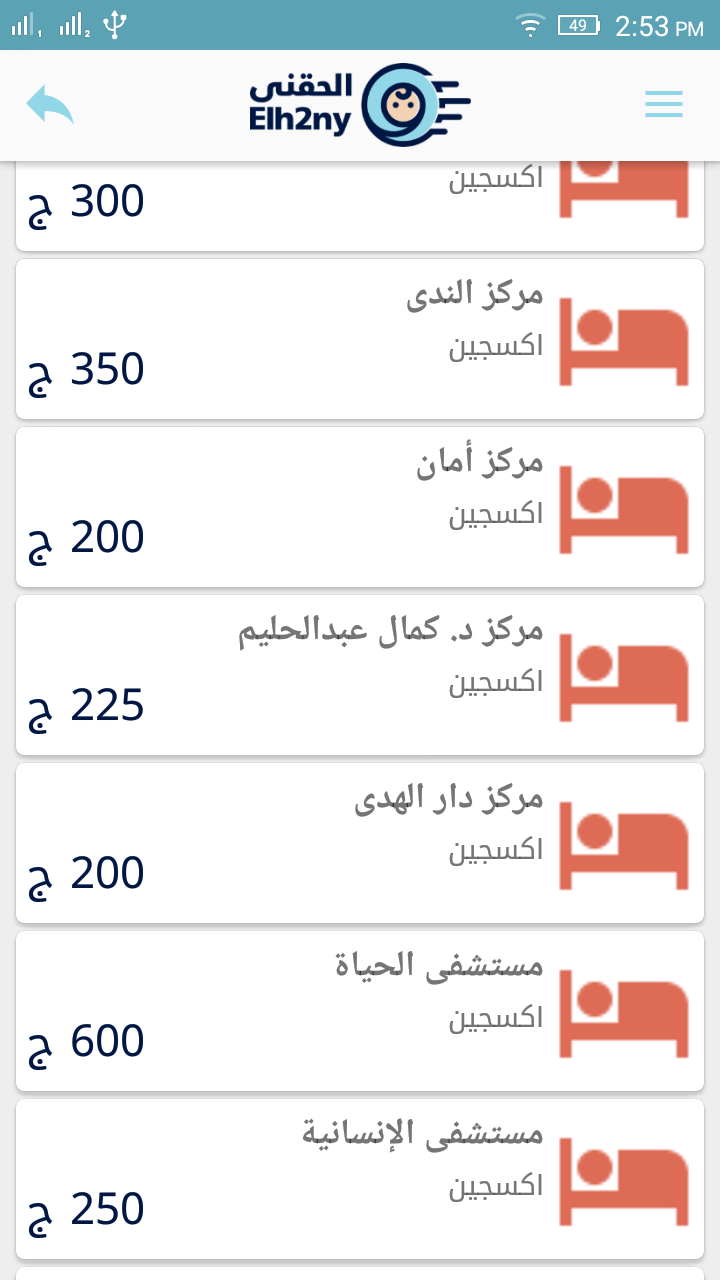 1 2 49 2:53 PM
الحقنى
Elh2ny
اكسجين
300 ج
مركز الندى
اكسجين
350 ج
مركز أمان
اكسجين
200 ج
مركز د. كمال عبدالحليم
اكسجين
225 ج
مركز دار الهدى
اكسجين
200 ج
مستشفى الحياة
اكسجين
600 ج
مستشفى الإنسانية
اكسجين
250 ج